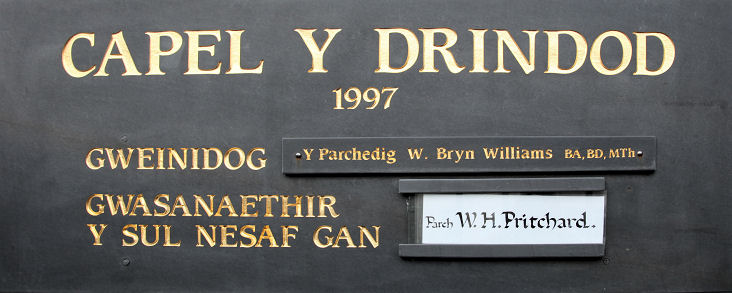 CAPEL Y DRINDOD
1997
GWEINIDOG Y Parchedig W. Bryn Williams BA, BD, MTh
GWASANAETHIR
Y SUL NESAF GAN Parch W. H. Pritchard.